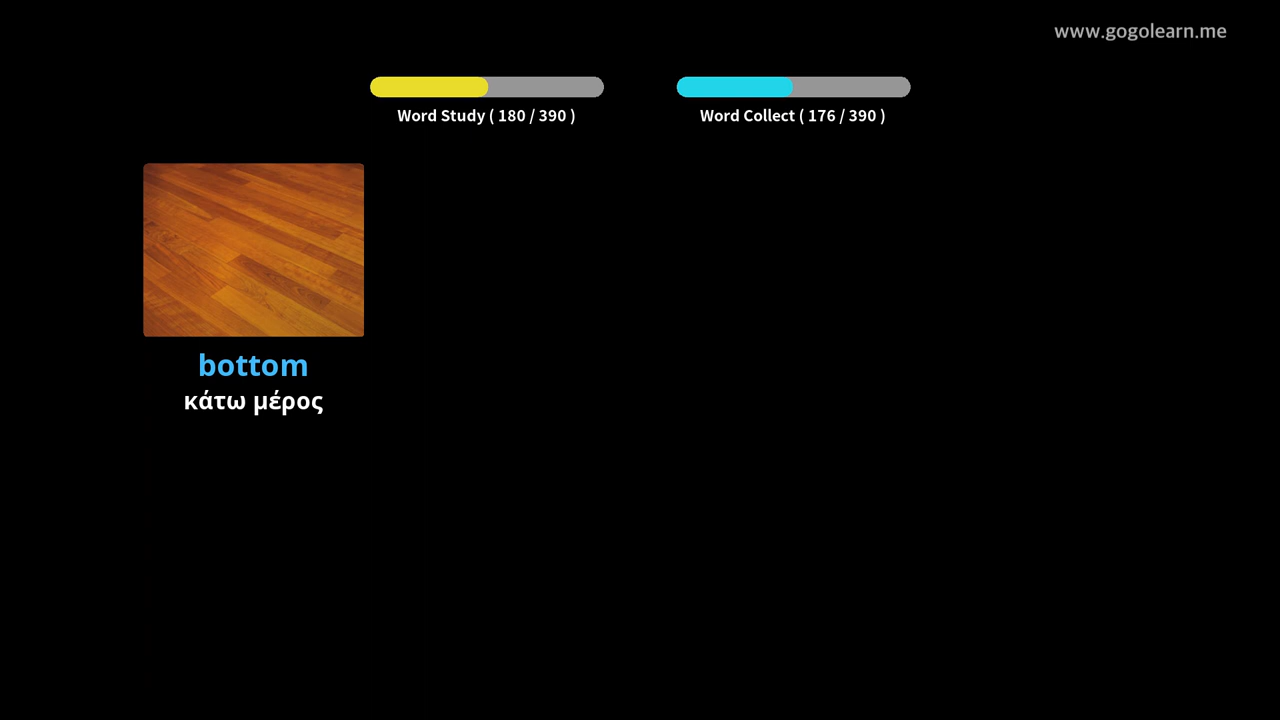 www.gogolearn.me
Word Study ( 180 / 390 )
Word Collect ( 176 / 390 )
bottom
κάτω μέρος